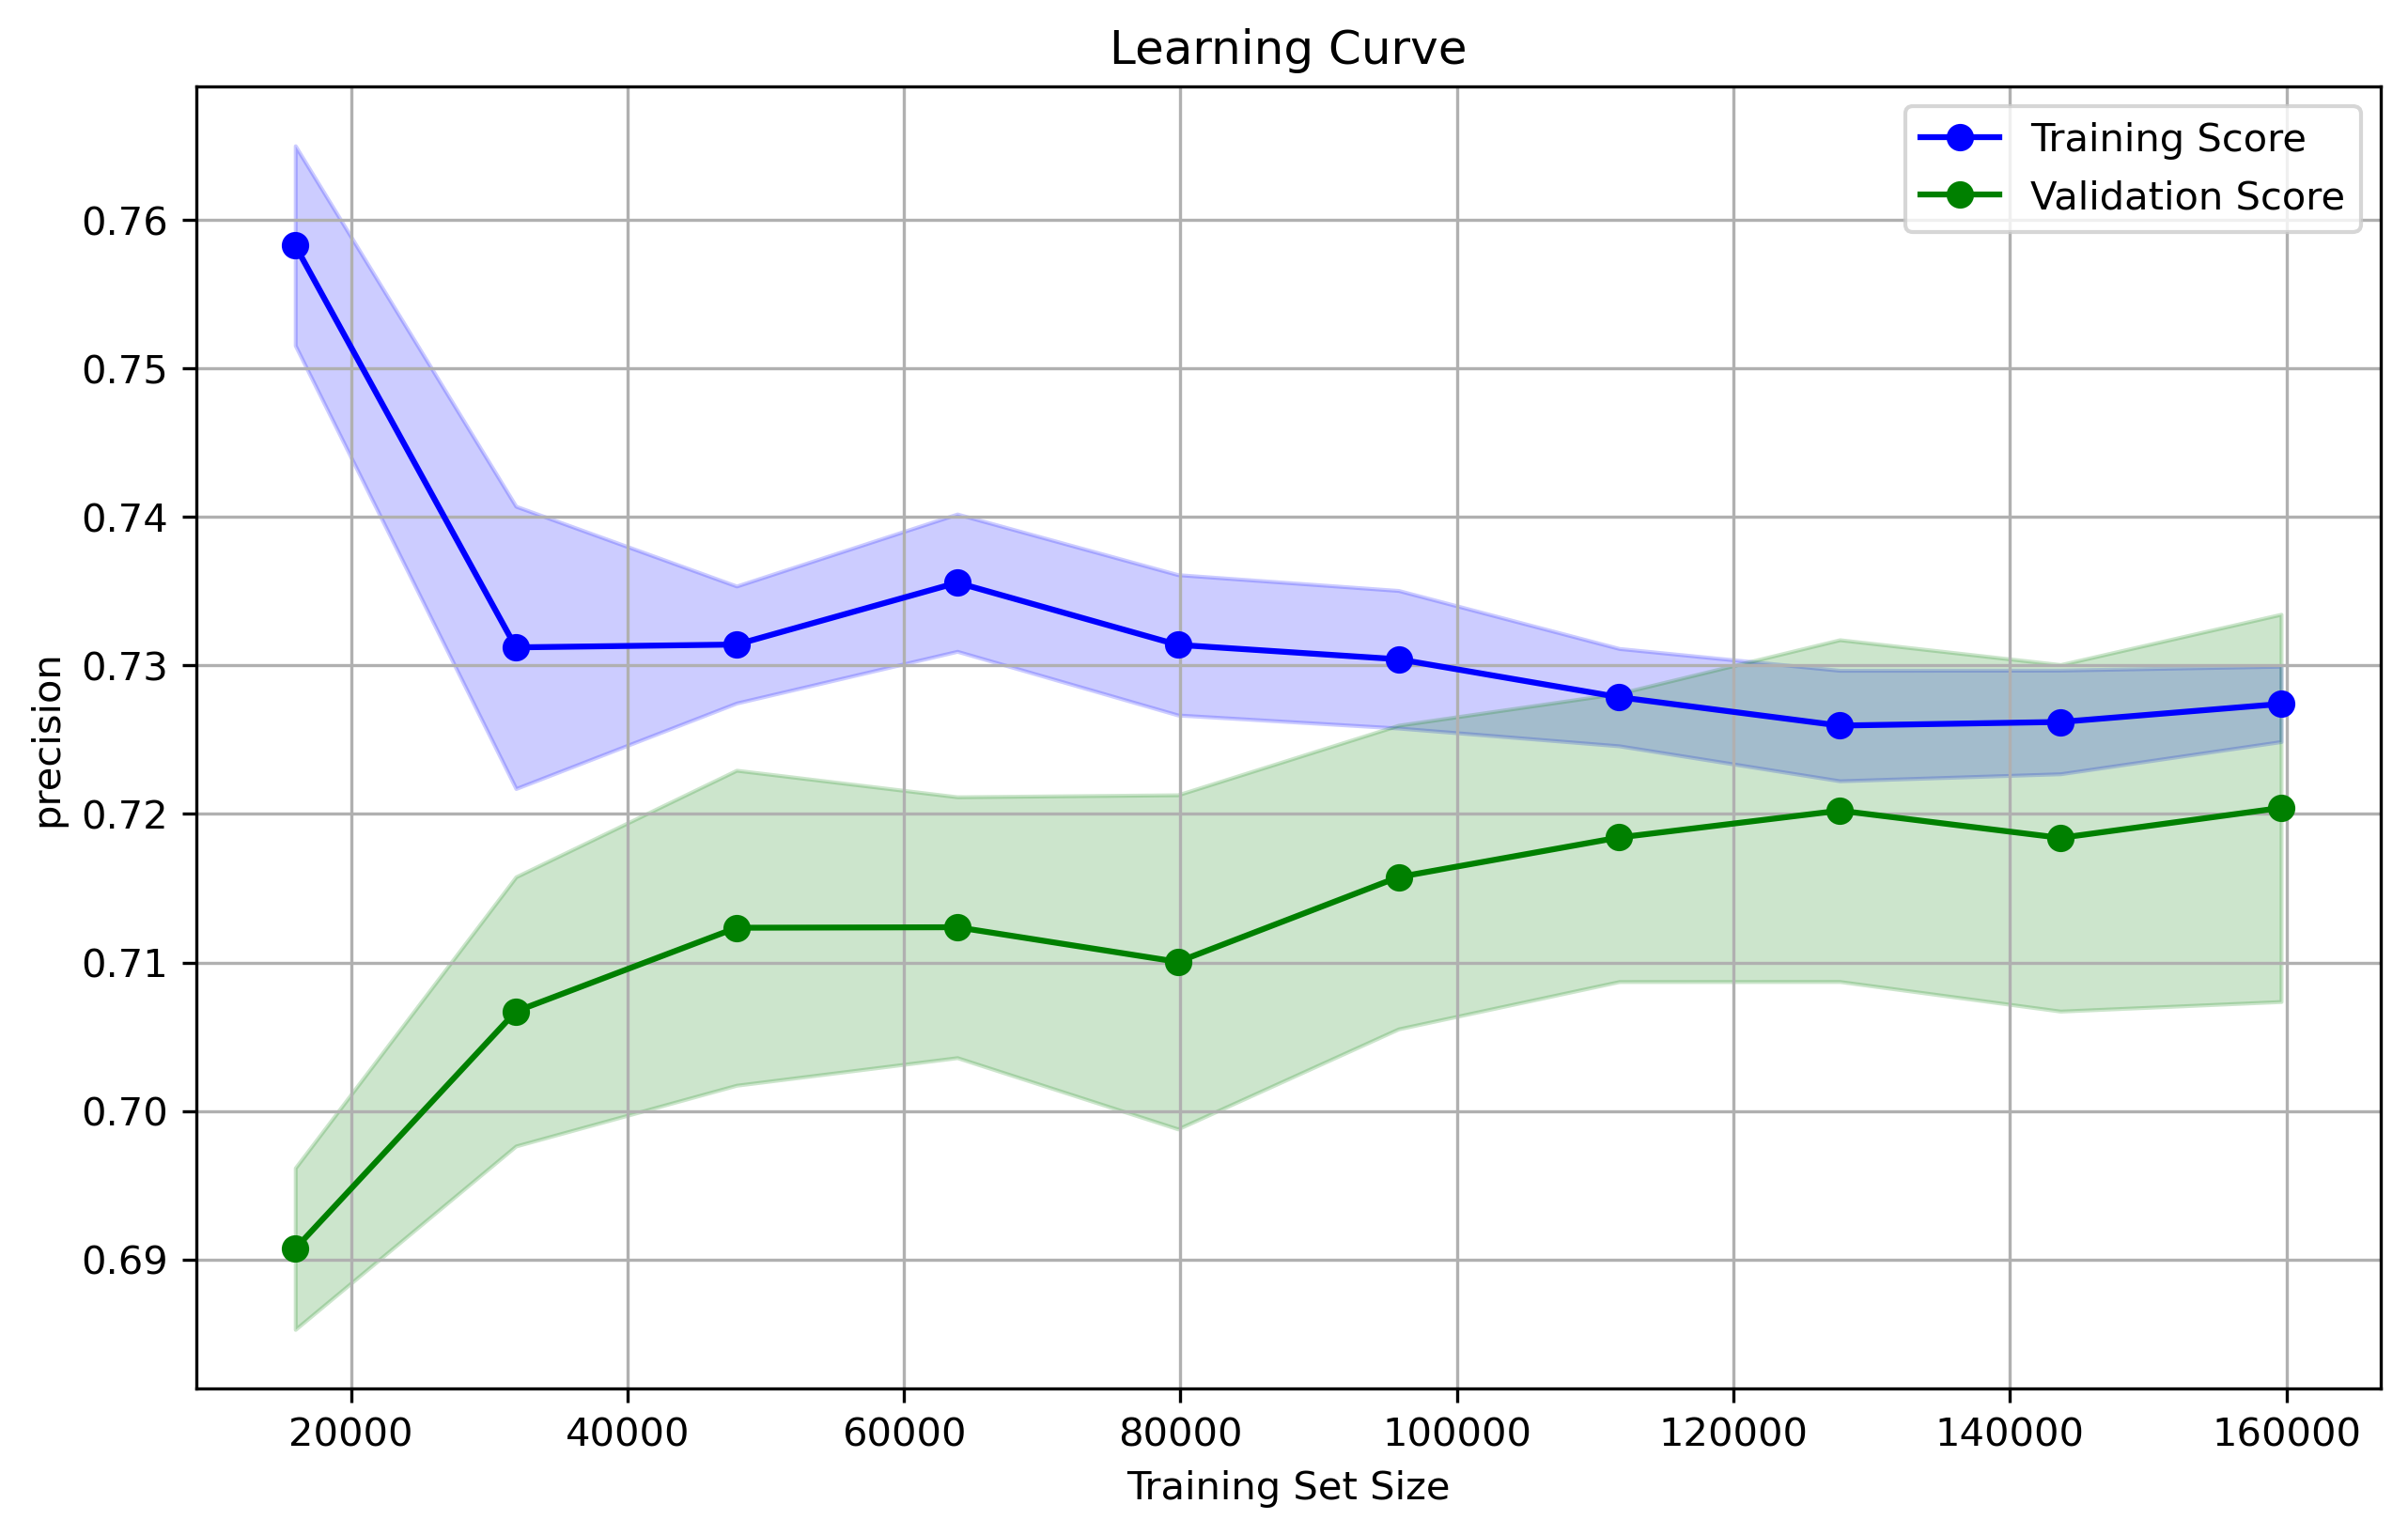 Learning Curve
Training Score
Validation Score
precision
0.76
0.75
0.74
0.73
0.72
0.71
0.70
0.69
20000 40000 60000 80000 100000 120000 140000 160000
Training Set Size